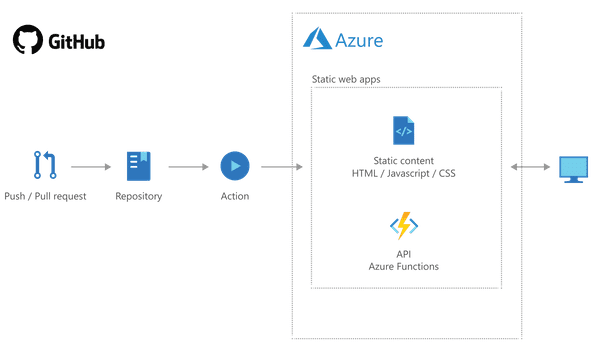 GitHub
Azure
Static web apps
Static content
HTML / Javascript / CSS
Push / Pull request
Repository
Action
API
Azure Functions